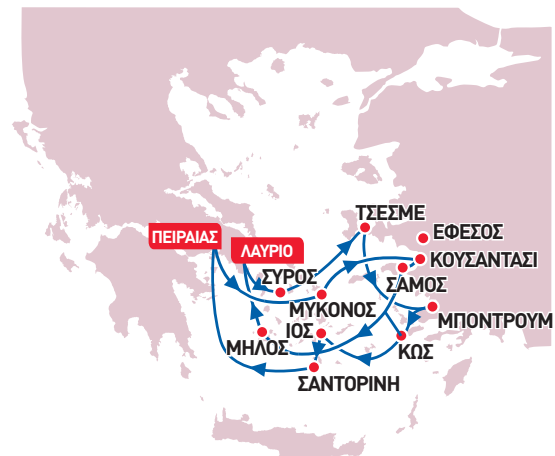 ΤΣΕΣΜΕ
ΕΦΕΣΟΣ
ΠΕΙΡΑΙΑΣ
ΛΑΥΡΙΟ
ΚΟΥΣΑΝΤΑΣΙ
ΣΥΡΟΣ
ΣΑΜΟΣ
ΜΥΚΟΝΟΣ
ΜΠΟΝΤΡΟΥΜ
ΙΟΣ
ΜΗΛΟΣ
ΚΩΣ
ΣΑΝΤΟΡΙΝΗ